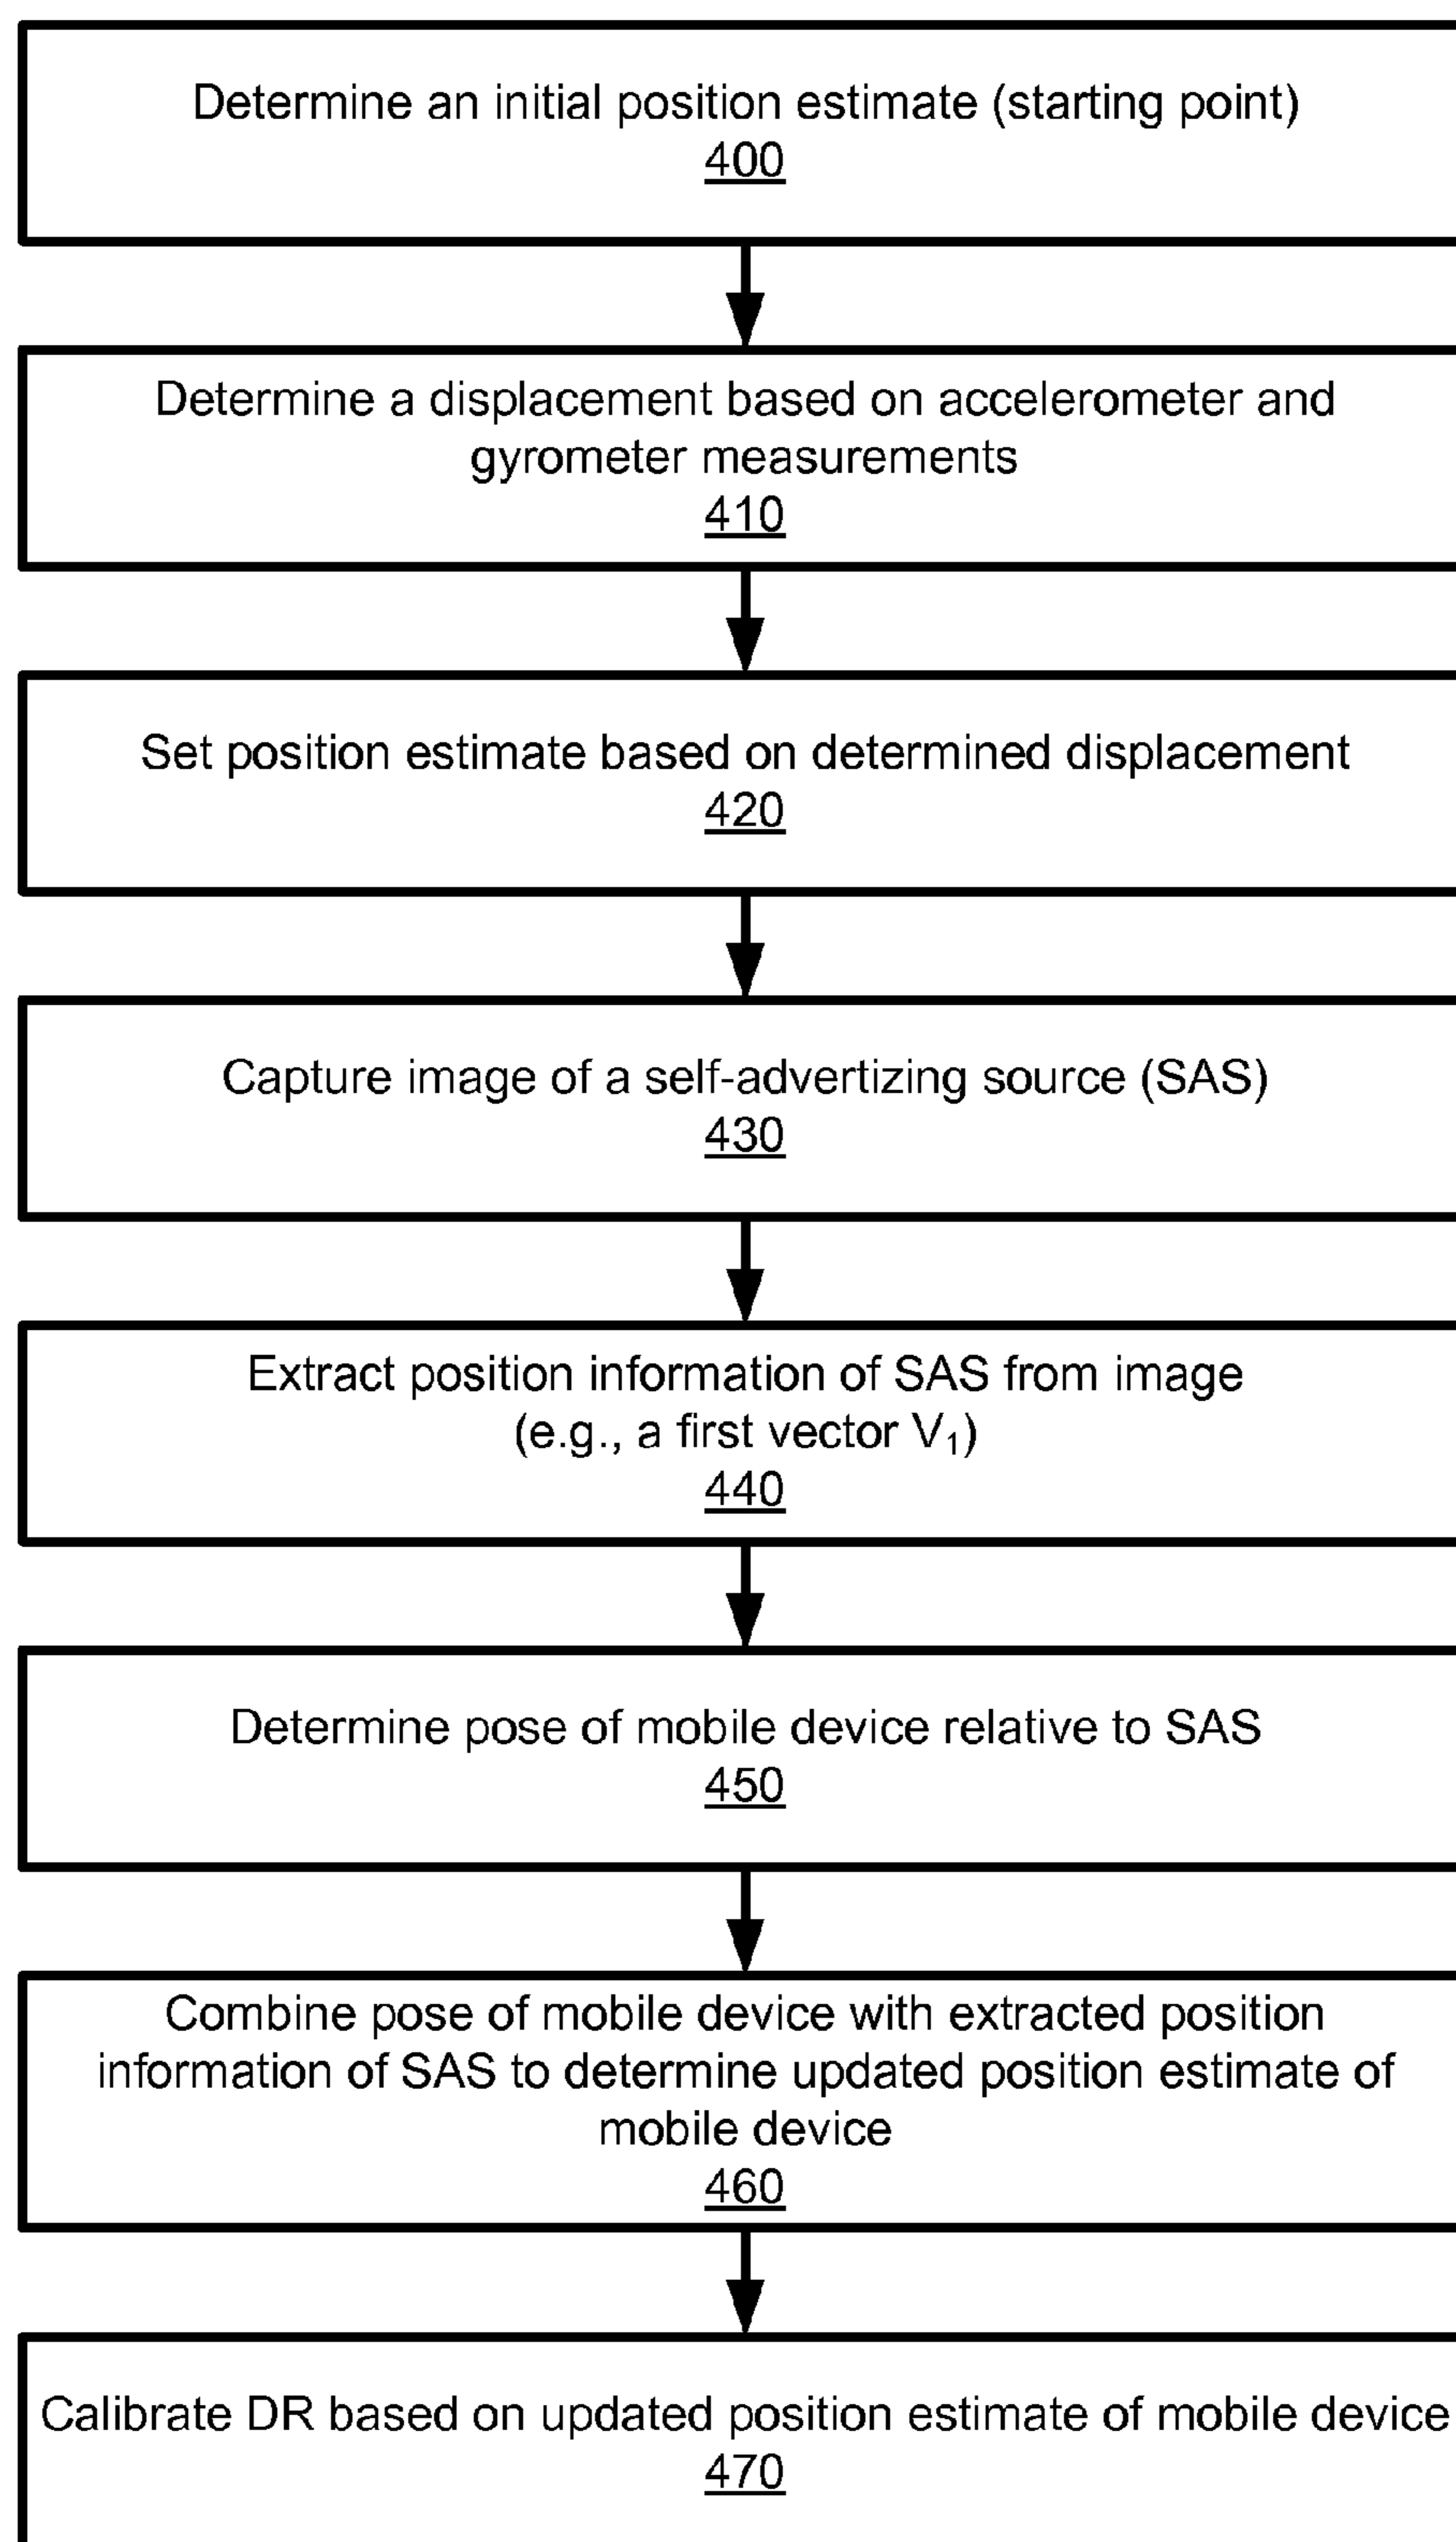 Determine an initial position estimate (starting point)
400
Determine a displacement based on accelerometer and
gyrometer measurements
410
Set position estimate based on determined displacement
420
Capture image of a self-advertizing source (SAS)
430
Extract position information of SAS from image
(e.g., a first vector V₁)
440
Determine pose of mobile device relative to SAS
450
Combine pose of mobile device with extracted position
information of SAS to determine updated position estimate of
mobile device
460
Calibrate DR based on updated position estimate of mobile device
470